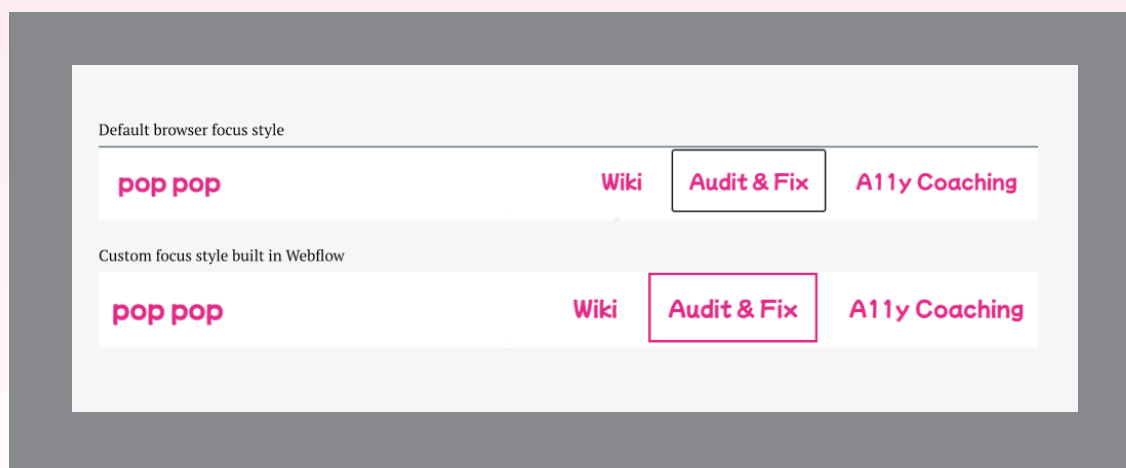 Default browser focus style
pop pop Wiki Audit & Fix A11y Coaching
Custom focus style built in Webflow
pop pop Wiki Audit & Fix A11y Coaching